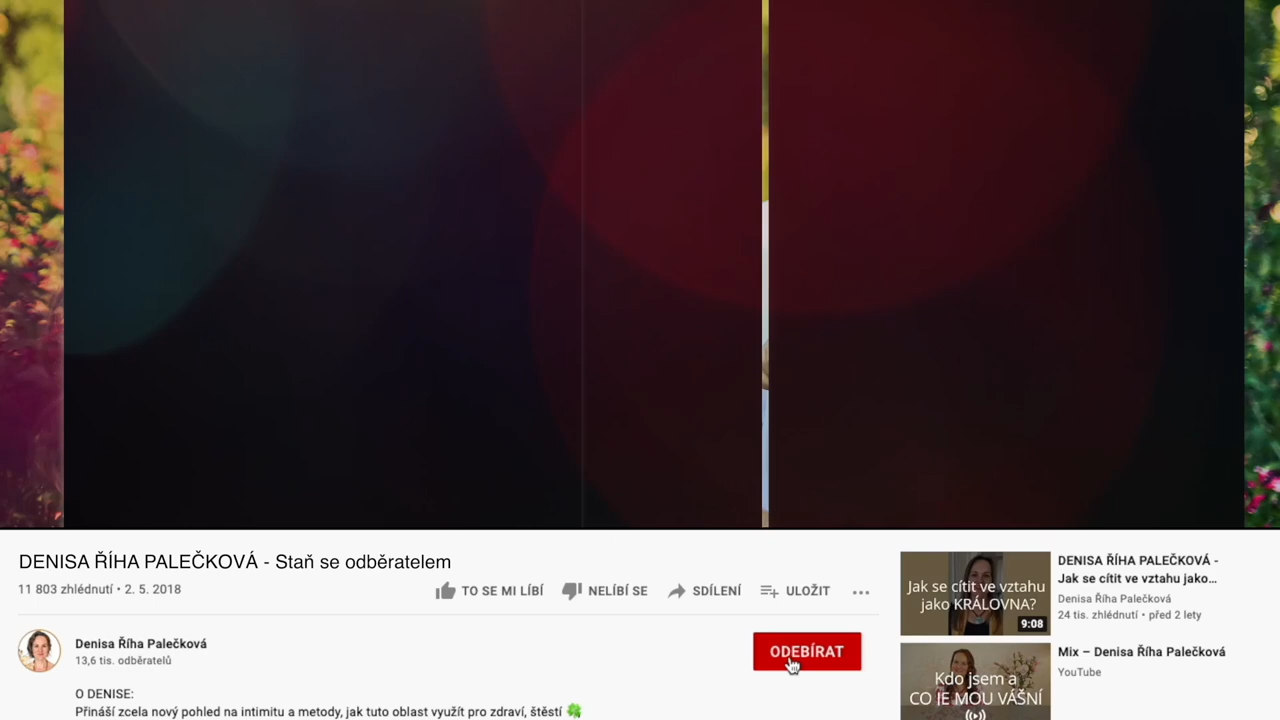 DENISA ŘÍHA PALEČKOVÁ - Staň se odběratelem
11 803 zhlédnutí • 2. 5. 2018
TO SE MI LÍBÍ
NELÍBÍ SE
SDÍLENÍ
ULOŽIT
Denisa Říha Palečková
13,6 tis. odběratelů
ODEBÍRAT
O DENISE:
Přináší zcela nový pohled na intimitu a metody, jak tuto oblast využít pro zdraví, štěstí 🍀
Jak se cítit ve vztahu
jako KRÁLOVNA?
9:08
DENISA ŘÍHA PALEČKOVÁ -
Jak se cítit ve vztahu jako…
Denisa Říha Palečková
24 tis. zhlédnutí • před 2 lety
Kdo jsem a
CO JE MOU VÁŠNÍ
Mix – Denisa Říha Palečková
YouTube